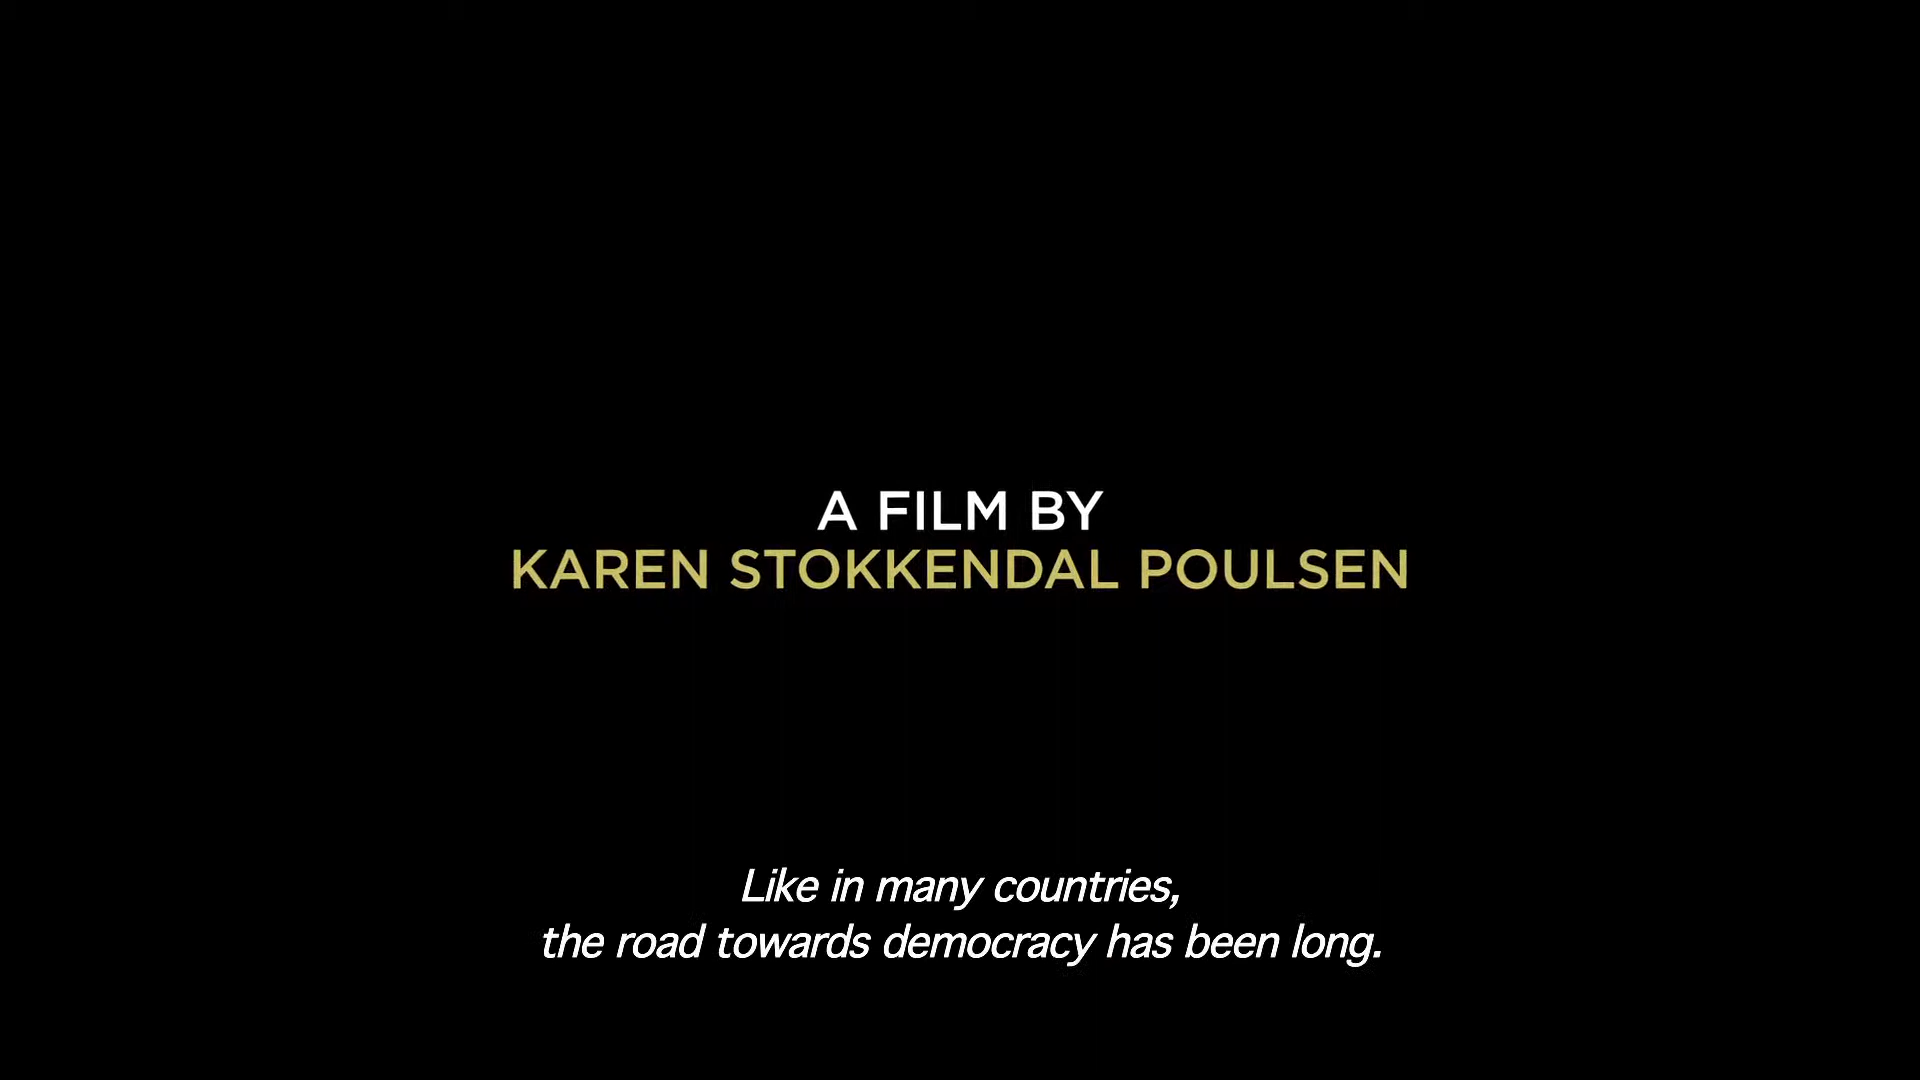 A FILM BY
KAREN STOKKENDAL POULSEN
Like in many countries,
the road towards democracy has been long.